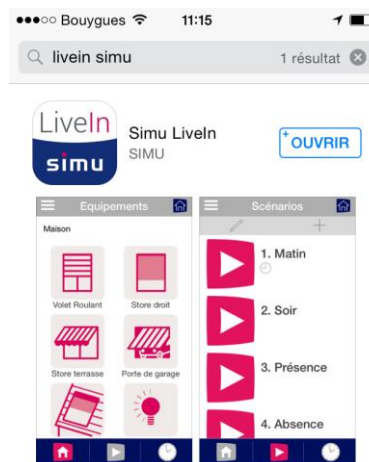 Bouygues 11:15
livein simu 1 résultat
LiveIn
simu
Simu LiveIn
SIMU
+ OUVRIR
Equipements
Maison
Volet Roulant Store droit
Store terrasse Porte de garage
Scénarios
1. Matin
2. Soir
3. Présence
4. Absence